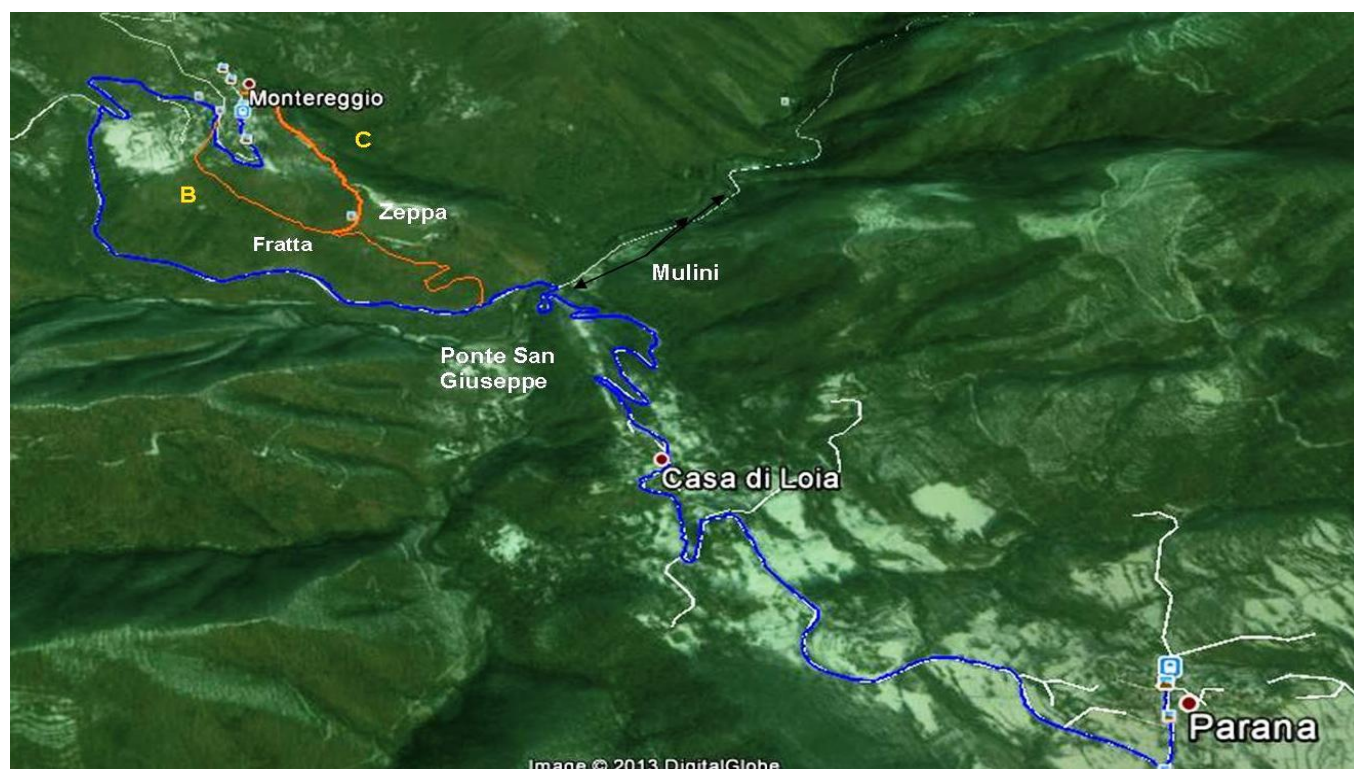 Montereggio
C
B
Zeppa
Fratta
Mulini
Ponte San
Giuseppe
Casa di Loia
Parana
Image © 2013 DigitalGlobe